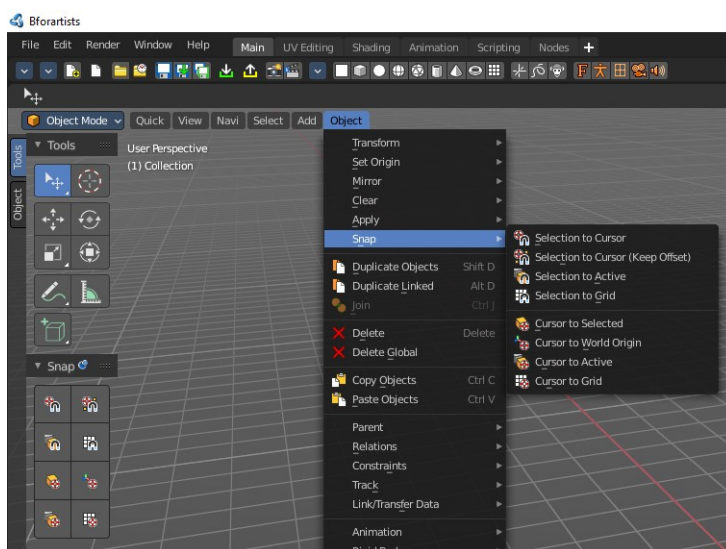 Bforartists
File Edit Render Window Help Main UV Editing Shading Animation Scripting Nodes +
Object Mode Quick View Navi Select Add Object
Tools
Object
Tools
User Perspective
(1) Collection
Snap
Transform
Set Origin
Mirror
Clear
Apply
Snap
Duplicate Objects Shift D
Duplicate Linked Alt D
Join Ctrl J
Delete Delete
Delete Global
Copy Objects Ctrl C
Paste Objects Ctrl V
Parent
Relations
Constraints
Track
Link/Transfer Data
Animation
Selection to Cursor
Selection to Cursor (Keep Offset)
Selection to Active
Selection to Grid
Cursor to Selected
Cursor to World Origin
Cursor to Active
Cursor to Grid